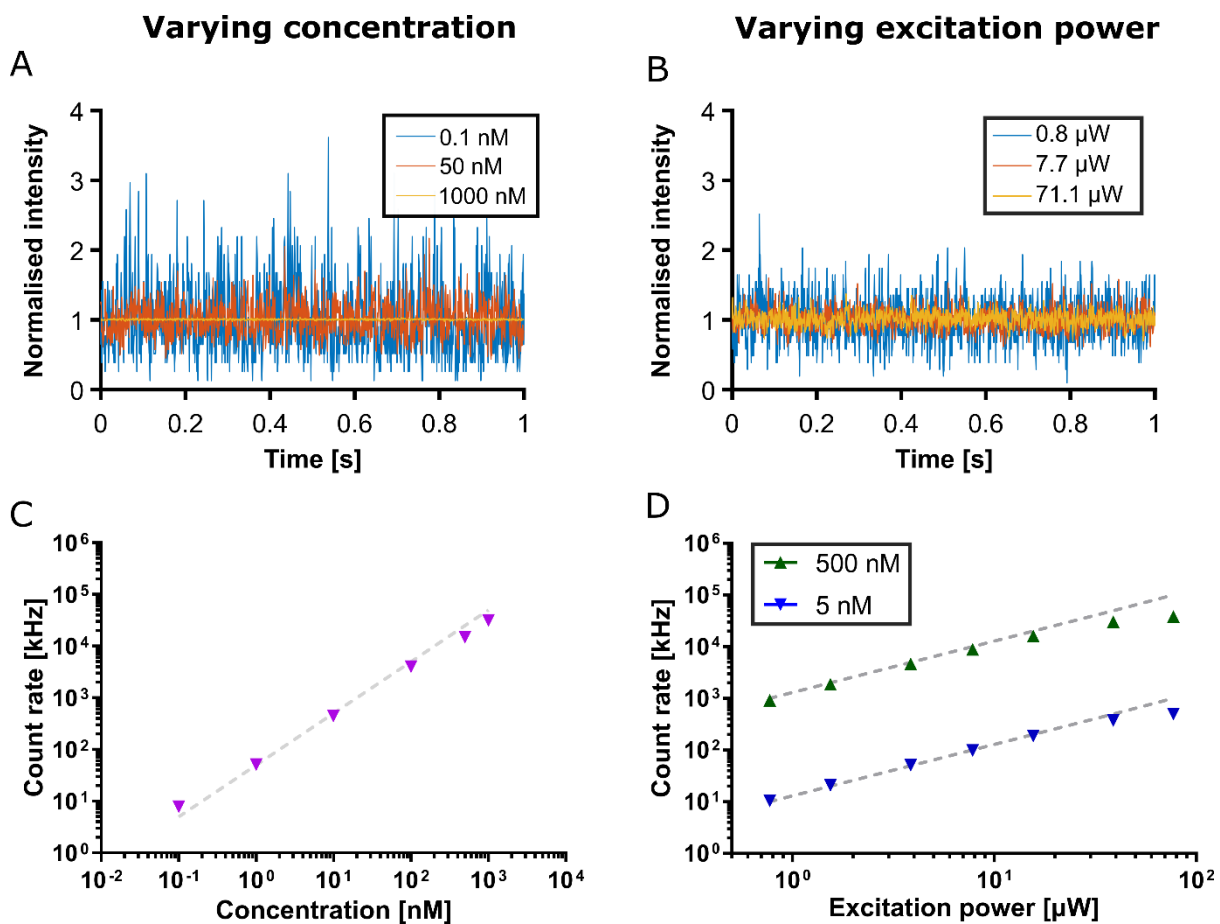 Varying concentration
Varying excitation power
A
Normalised intensity
4
3
2
1
0
0
0.2
0.4
0.6
0.8
1
Time [s]
0.1 nM
50 nM
1000 nM
B
Normalised intensity
4
3
2
1
0
0
0.2
0.4
0.6
0.8
1
Time [s]
0.8 µW
7.7 µW
71.1 µW
C
Count rate [kHz]
10⁶
10⁵
10⁴
10³
10²
10¹
10⁰
10⁻²
10⁻¹
10⁰
10¹
10²
10³
10⁴
Concentration [nM]
D
Count rate [kHz]
10⁶
10⁵
10⁴
10³
10²
10¹
10⁰
10⁰
10¹
10²
Excitation power [µW]
500 nM
5 nM